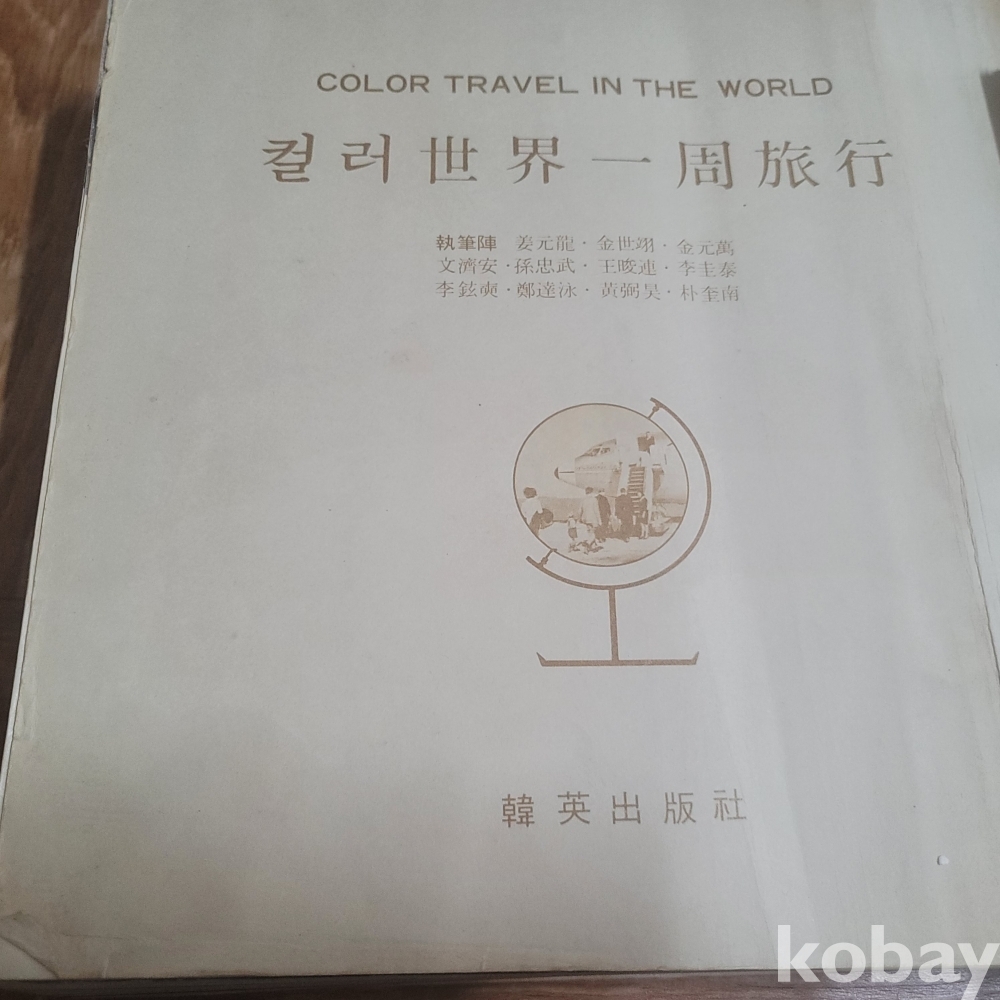 COLOR TRAVEL IN THE WORLD
컬러世界一周旅行
執筆陣 姜元龍·金世翊·金元萬
文濟安·孫忠武·王晙連·李圭泰
李鉉奭·鄭達泳·黃弼昊·朴奎南
韓英出版社
kobay